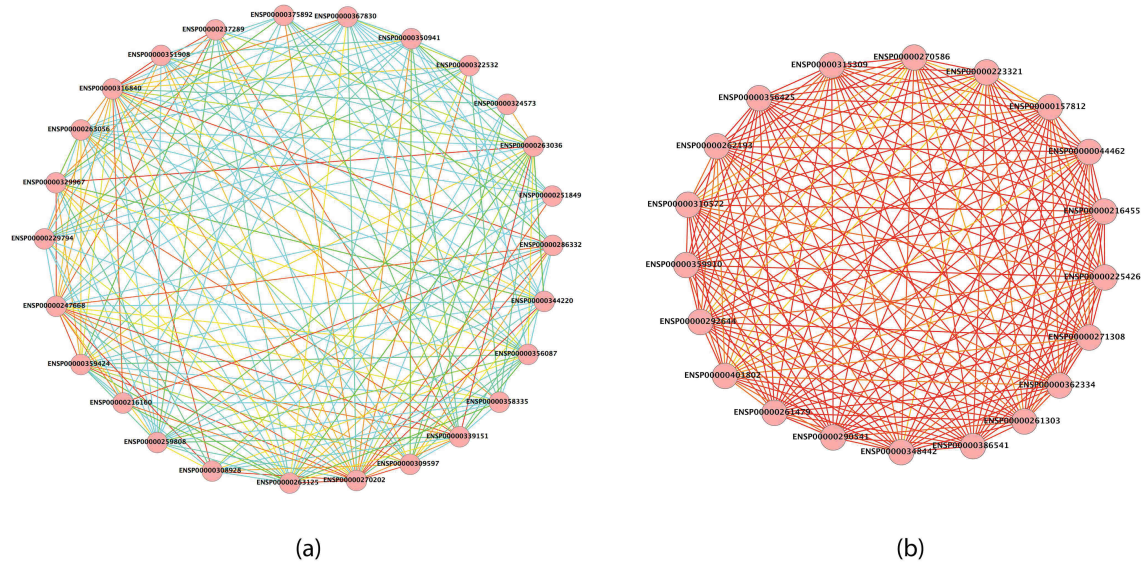 ENSP00000375892
ENSP00000367830
ENSP00000237289
ENSP00000350941
ENSP00000351908
ENSP00000322532
ENSP00000316840
ENSP00000324573
ENSP00000263056
ENSP00000263036
ENSP00000329967
ENSP00000251849
ENSP00000229794
ENSP00000286332
ENSP00000247668
ENSP00000344220
ENSP00000359424
ENSP00000356087
ENSP00000216160
ENSP00000358335
ENSP00000259808
ENSP00000339151
ENSP00000308928
ENSP00000309597
ENSP00000263125
ENSP00000270202
(a)
ENSP00000315309
ENSP00000270586
ENSP00000223321
ENSP00000356425
ENSP00000157812
ENSP00000262193
ENSP00000044462
ENSP00000310572
ENSP00000216455
ENSP00000359910
ENSP00000225426
ENSP00000292644
ENSP00000271308
ENSP00000401802
ENSP00000362334
ENSP00000261479
ENSP00000261303
ENSP00000290541
ENSP00000386541
ENSP00000348442
(b)